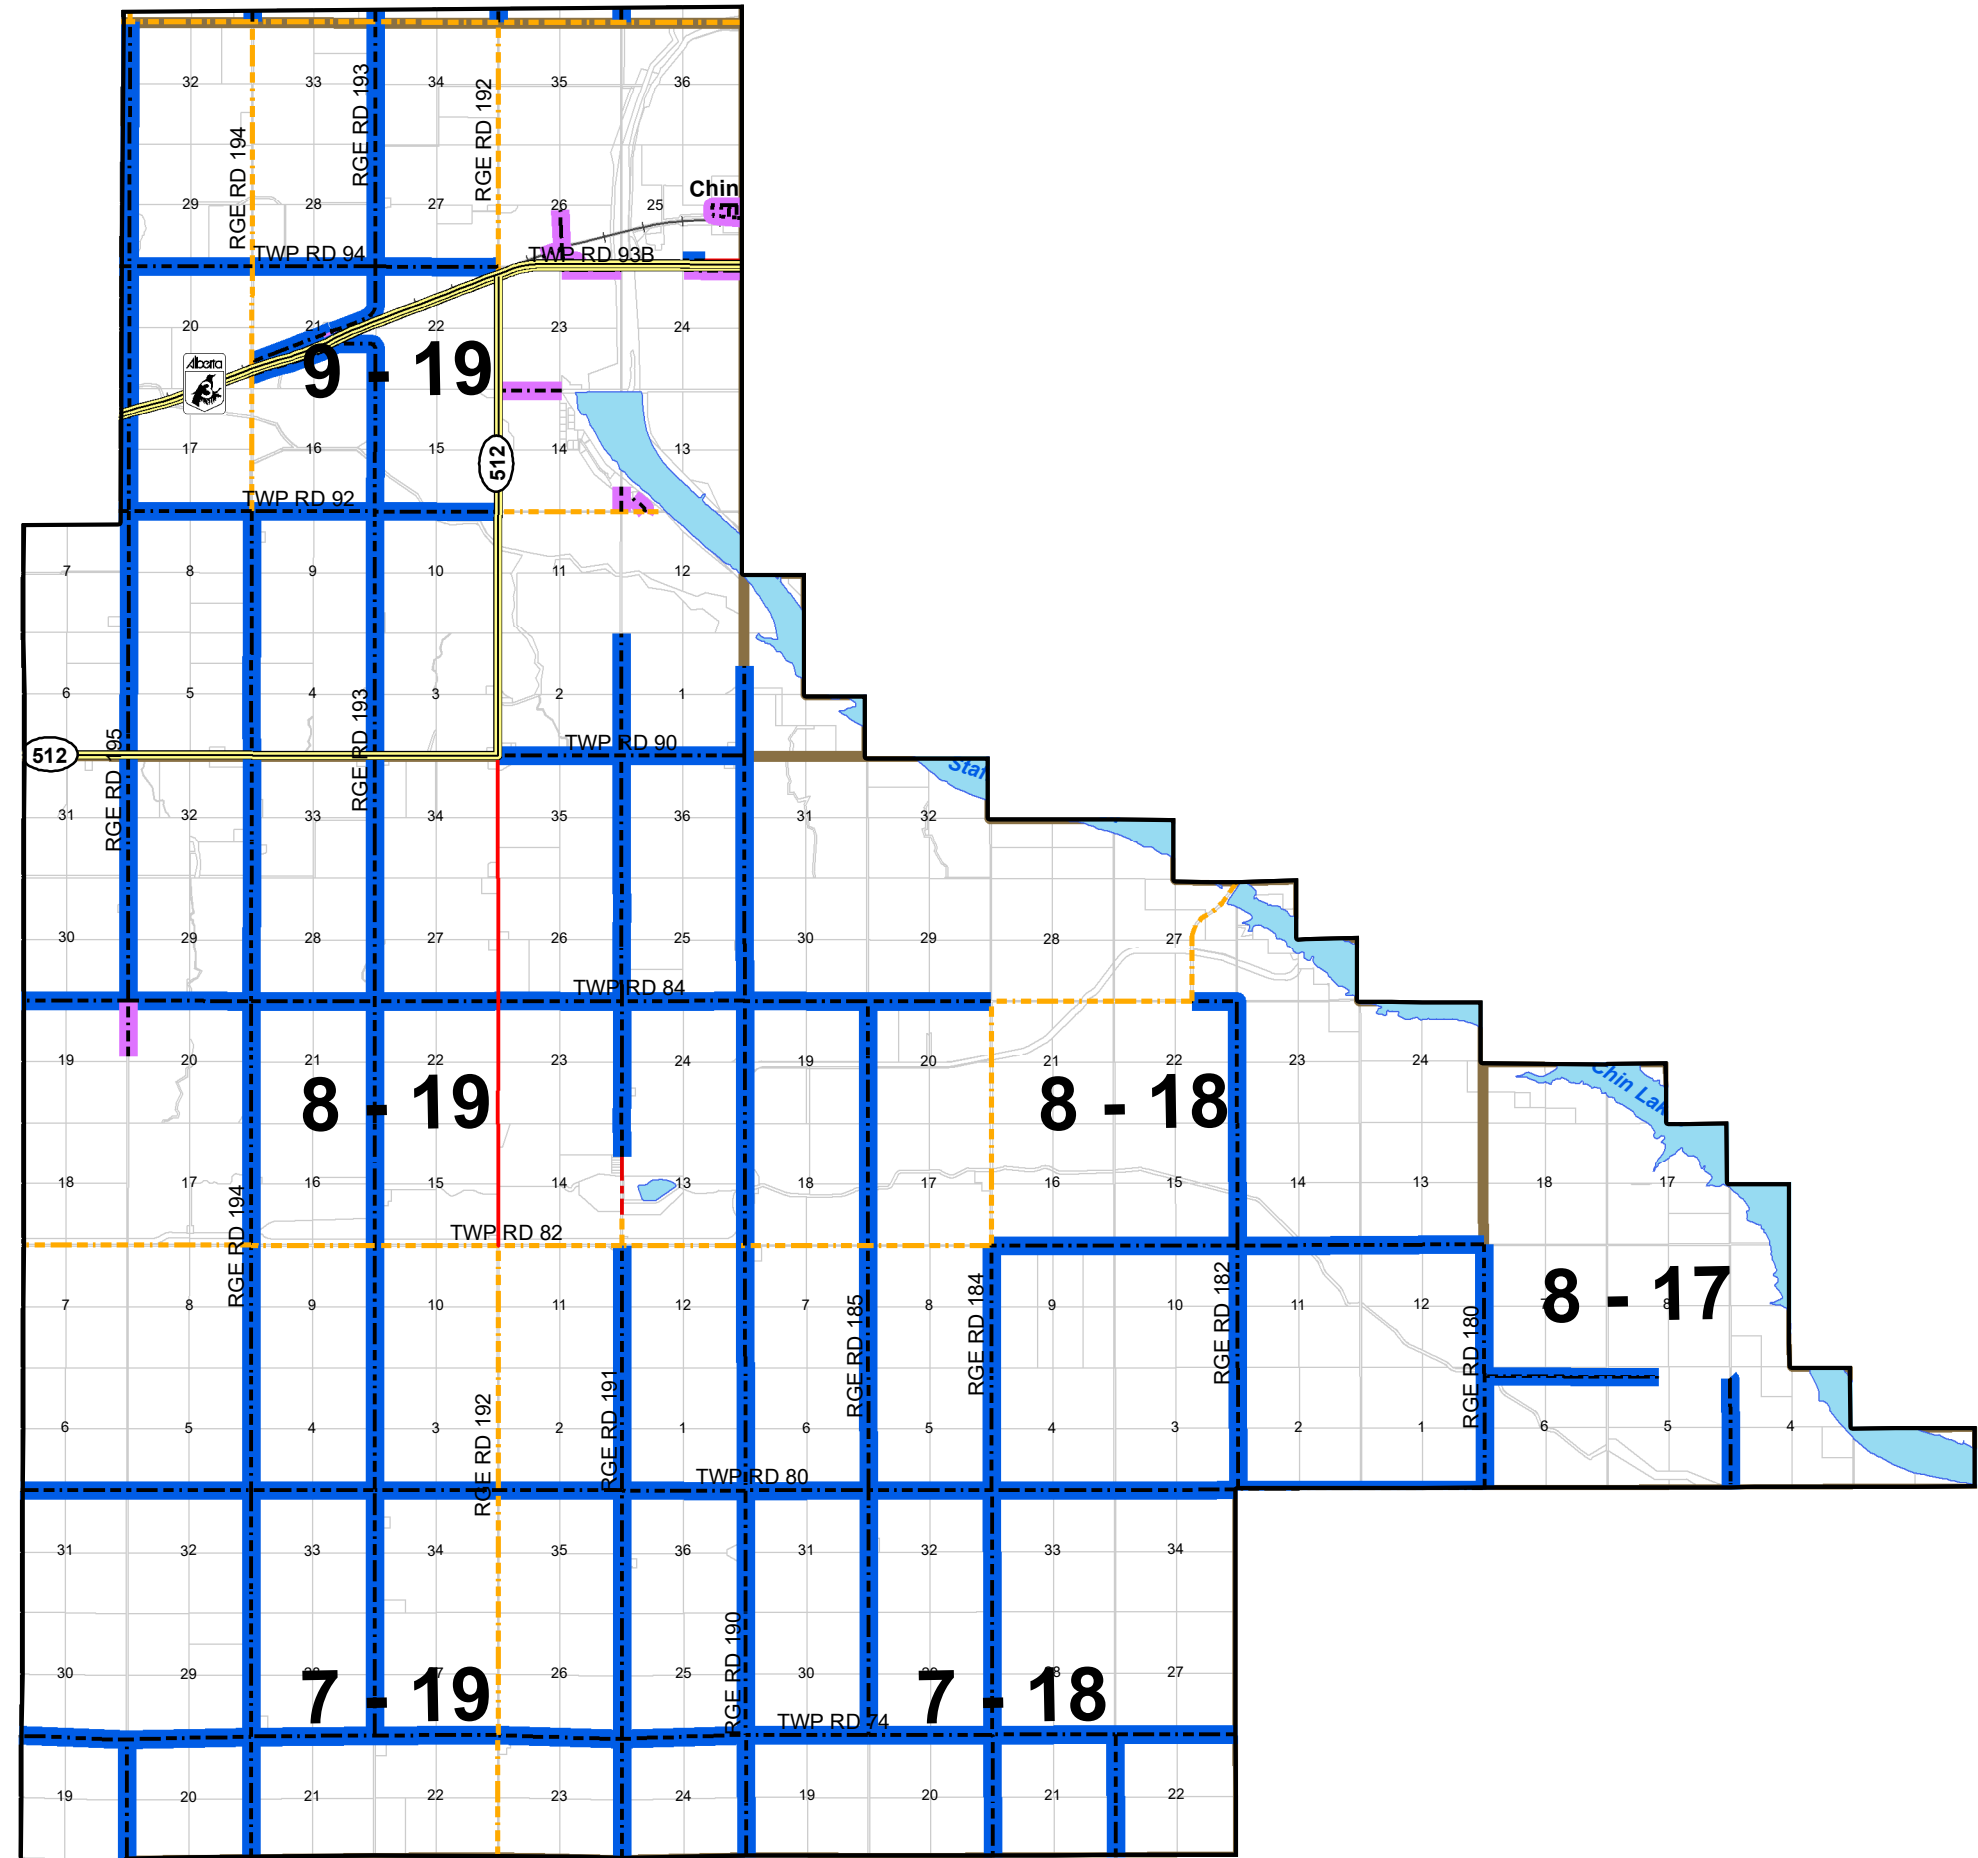 32 33 34 35 36
RGE RD 194
RGE RD 193
RGE RD 192
Chin
29 28 27 26 25
TWP RD 94
TWP RD 93B
20 21 22 23 24
Alberta
3
9 - 19
17 16 15 14 13
512
TWP RD 92
7 8 9 10 11 12
6 5 4 3 2 1
RGE RD 195
RGE RD 193
512
TWP RD 90
Staf
31 32 33 34 35 36 31 32
30 29 28 27 26 25 30 29 28 27
TWP RD 84
19 20 21 22 23 24 19 20 21 22 23 24
8 - 19
8 - 18
Chin Lak
18 17 16 15 14 13 18 17 16 15 14 13 18 17
RGE RD 194
TWP RD 82
7 8 9 10 11 12 7 8 9 10 11 12 7 8
8 - 17
RGE RD 192
RGE RD 191
RGE RD 185
RGE RD 184
RGE RD 182
RGE RD 180
6 5 4 3 2 1 6 5 4 3 2 1 6 5 4
TWP RD 80
31 32 33 34 35 36 31 32 33 34
30 29 26 25 30 27
7 - 19
RGE RD 190
7 - 18
TWP RD 74
19 20 21 22 23 24 19 20 21 22